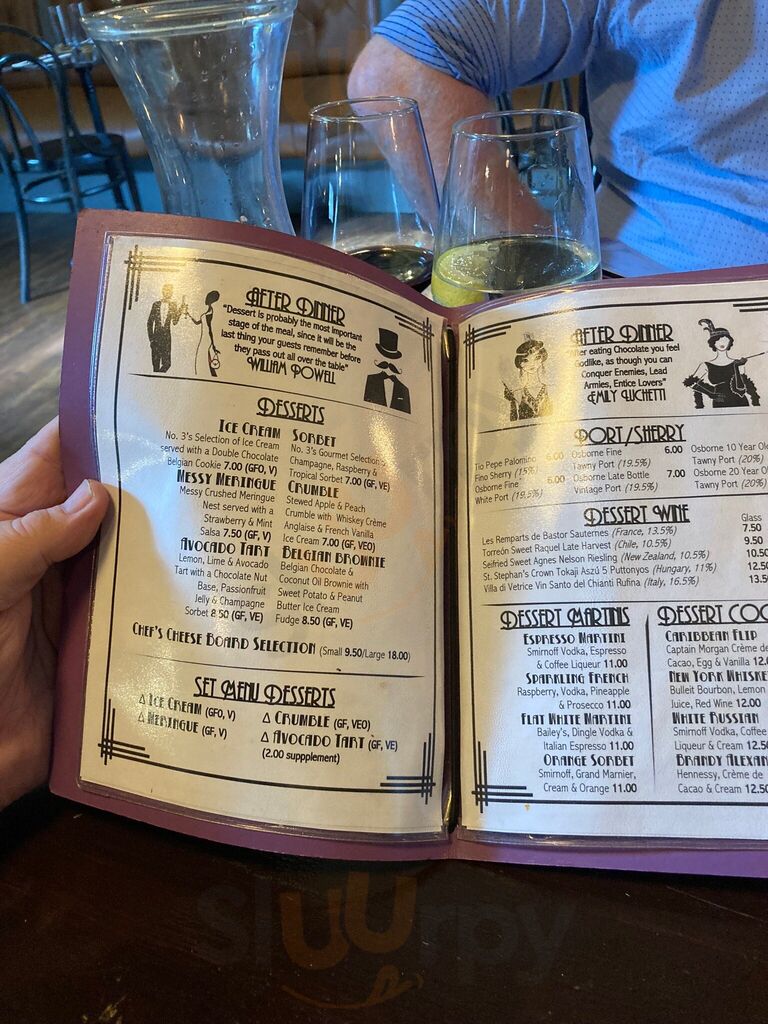 AFTER DINNER
"Dessert is probably the most important
stage of the meal, since it will be the
last thing your guests remember before
they pass out all over the table"
WILLIAM POWELL
DESSERTS
ICE CREAM
No. 3's Selection of Ice Cream
served with a Double Chocolate
Belgian Cookie 7.00 (GFO, V)
SORBET
No. 3's Gourmet Selection
Champagne, Raspberry &
Tropical Sorbet 7.00 (GF, VE)
MESSY MERINGUE
Messy Crushed Meringue
Nest served with a
Strawberry & Mint
Salsa 7.50 (GF, V)
CRUMBLE
Stewed Apple & Peach
Crumble with Whiskey Crème
Anglaise & French Vanilla
Ice Cream 7.00 (GF, VEO)
AVOCADO TART
Lemon, Lime & Avocado
Tart with a Chocolate Nut
Base, Passionfruit
Jelly & Champagne
Sorbet 8.50 (GF, VE)
BELGIAN BROWNIE
Belgian Chocolate &
Coconut Oil Brownie with
Sweet Potato & Peanut
Butter Ice Cream
Fudge 8.50 (GF, VE)
CHEF'S CHEESE BOARD SELECTION (Small 9.50/Large 18.00)
SET MENU DESSERTS
Δ ICE CREAM (GFO, V)
Δ MERINGUE (GF, V)
Δ CRUMBLE (GF, VEO)
Δ AVOCADO TART (GF, VE)
(2.00 suppplement)
AFTER DINNER
eating Chocolate you feel
Godlike, as though you can
Conquer Enemies, Lead
Armies, Entice Lovers"
EMILY LUCHETTI
PORT/SHERRY
Tio Pepe Palomino 6.00
Fino Sherry (15%)
Osborne Fine 6.00
White Port (19.5%)
Osborne Fine 6.00
Tawny Port (19.5%)
Osborne Late Bottle 7.00
Vintage Port (19.5%)
Osborne 10 Year Old
Tawny Port (20%)
Osborne 20 Year
Tawny Port (20%)
DESSERT WINE
Glass
Les Remparts de Bastor Sauternes (France, 13.5%) 7.50
Torreón Sweet Raquel Late Harvest (Chile, 10.5%) 9.50
Seifried Sweet Agnes Nelson Riesling (New Zealand, 10.5%) 10.50
St. Stephan's Crown Tokaji Aszú 5 Puttonyos (Hungary, 11%) 12.50
Villa di Vetrice Vin Santo del Chianti Rufina (Italy, 16.5%) 13.5
DESSERT MARTINIS
ESPRESSO MARTINI
Smirnoff Vodka, Espresso
& Coffee Liqueur 11.00
SPARKLING FRENCH
Raspberry, Vodka, Pineapple
& Prosecco 11.00
FLAT WHITE MARTINI
Bailey's, Dingle Vodka &
Italian Espresso 11.00
ORANGE SORBET
Smirnoff, Grand Marnier,
Cream & Orange 11.00
DESSERT COC
CARIBBEAN FLIP
Captain Morgan Crème de
Cacao, Egg & Vanilla 12.0
NEW YORK WHISKE
Bulleit Bourbon, Lemon
Juice, Red Wine 12.00
WHITE RUSSIAN
Smirnoff Vodka, Coffee
Liqueur & Cream 12.50
BRANDY ALEXAN
Hennessy, Crème de
Cacao & Cream 12.50
Sluurpy